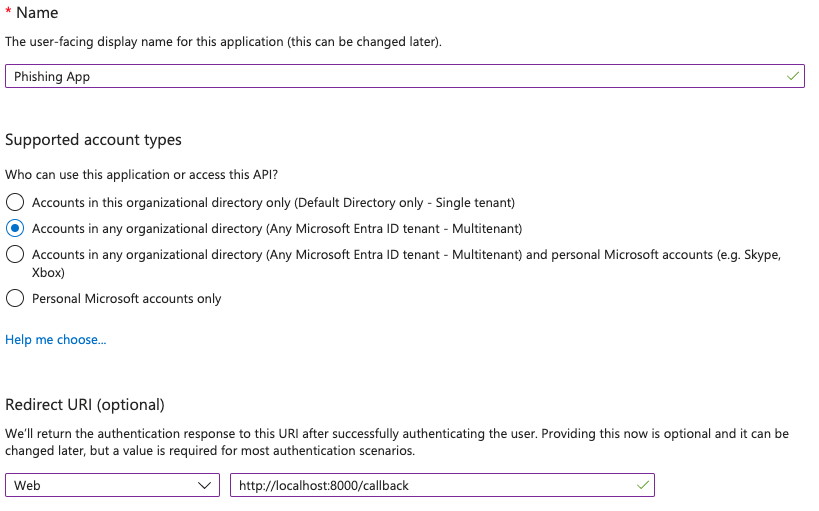 * Name
The user-facing display name for this application (this can be changed later).
Phishing App
Supported account types
Who can use this application or access this API?
Accounts in this organizational directory only (Default Directory only - Single tenant)
Accounts in any organizational directory (Any Microsoft Entra ID tenant - Multitenant)
Accounts in any organizational directory (Any Microsoft Entra ID tenant - Multitenant) and personal Microsoft accounts (e.g. Skype,
Xbox)
Personal Microsoft accounts only
Help me choose...
Redirect URI (optional)
We'll return the authentication response to this URI after successfully authenticating the user. Providing this now is optional and it can be
changed later, but a value is required for most authentication scenarios.
Web http://localhost:8000/callback